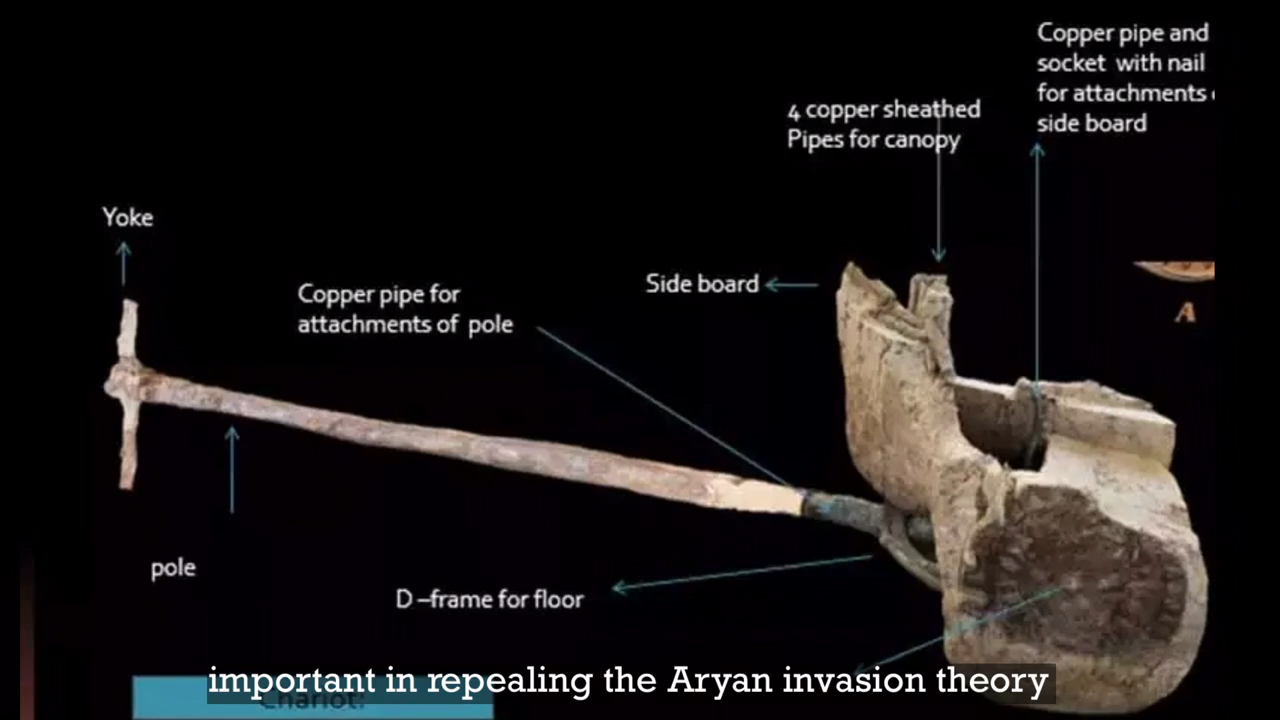 Copper pipe and
socket with nail
for attachments
side board
4 copper sheathed
Pipes for canopy
Yoke
Side board
Copper pipe for
attachments of pole
A
pole
D –frame for floor
important in repealing the Aryan invasion theory
Chariot!